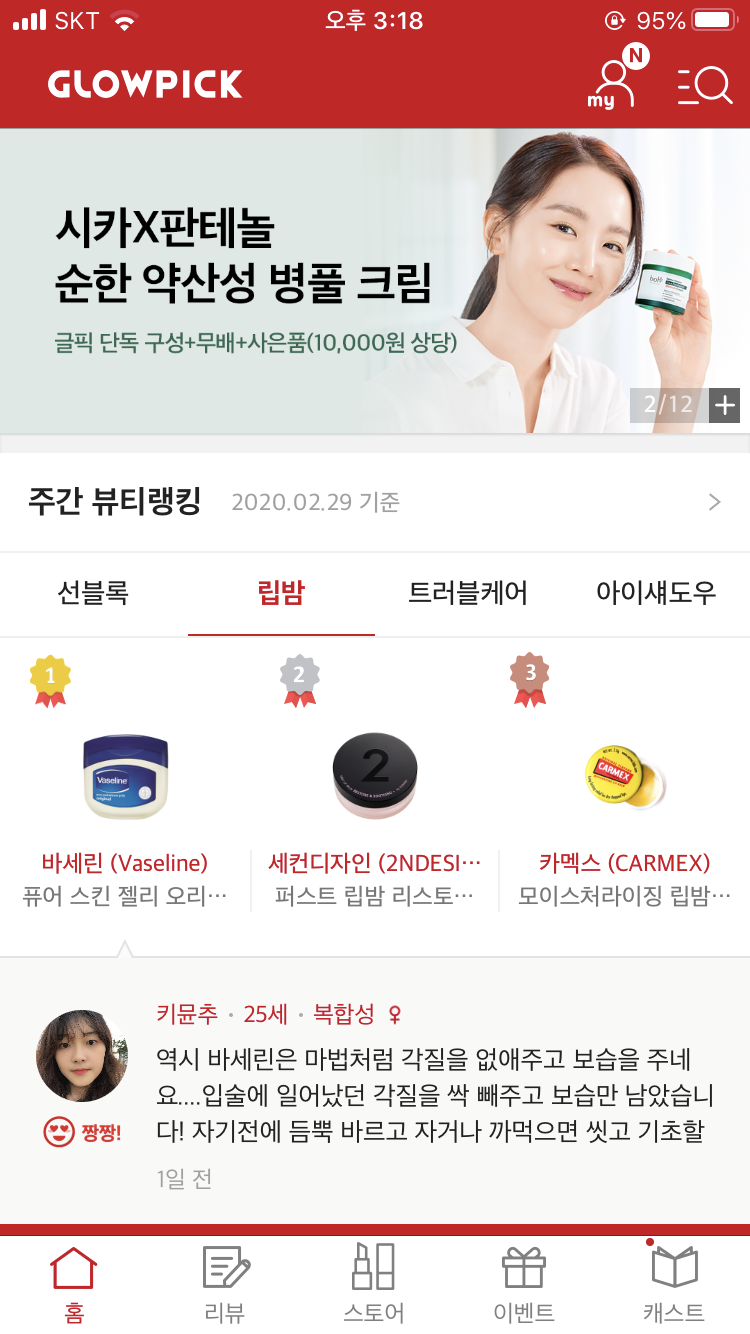 SKT 오후 3:18 95%
GLOWPICK
N
my
시카X판테놀
순한 약산성 병풀 크림
글픽 단독 구성+무배+사은품(10,000원 상당)
2/12 +
주간 뷰티랭킹 2020.02.29 기준
선블록 립밤 트러블케어 아이섀도우
1 2 3
Vaseline
original
2
CARMEX
바세린 (Vaseline) 세컨디자인 (2NDESI⋯ 카멕스 (CARMEX)
퓨어 스킨 젤리 오리⋯ 퍼스트 립밤 리스토⋯ 모이스처라이징 립밤⋯
키뮨추 · 25세 · 복합성 ♀
역시 바세린은 마법처럼 각질을 없애주고 보습을 주네
요....입술에 일어났던 각질을 싹 빼주고 보습만 남았습니
다! 자기전에 듬뿍 바르고 자거나 까먹으면 씻고 기초할
짱짱!
1일 전
홈 리뷰 스토어 이벤트 캐스트